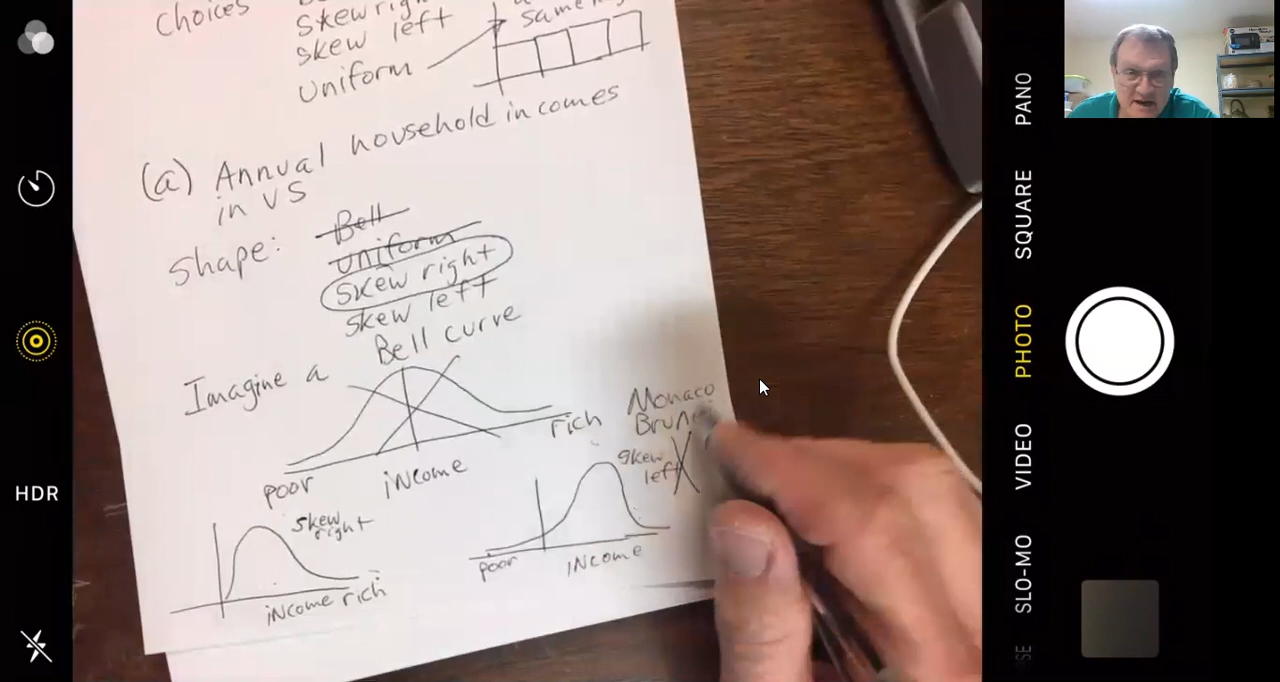 choices
skew right
skew left
uniform
same
(a) Annual household incomes
in US
shape:
Bell
uniform
skew right
skew left
Imagine a Bell curve
poor
income
rich
Monaco
skew right
income rich
skew
left
poor
income
HDR
PANO
SQUARE
PHOTO
VIDEO
SLO-MO